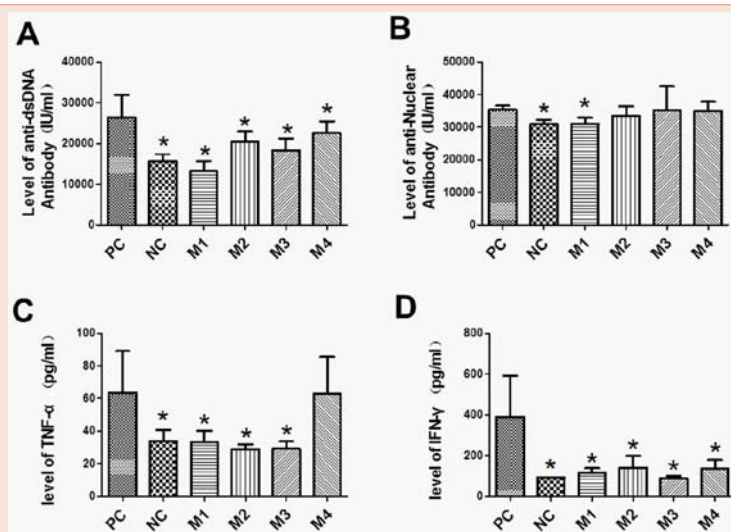 A
Level of anti-dsDNA
Antibody (IU/ml)
40000
30000
20000
10000
0
* * * * *
PC NC M1 M2 M3 M4
B
Level of anti-Nuclear
Antibody (IU/ml)
50000
40000
30000
20000
10000
0
* *
PC NC M1 M2 M3 M4
C
level of TNF-α (pg/ml)
100
80
60
40
20
0
* * * *
PC NC M1 M2 M3 M4
D
level of IFN-γ (pg/ml)
800
600
400
200
0
* * * * *
PC NC M1 M2 M3 M4